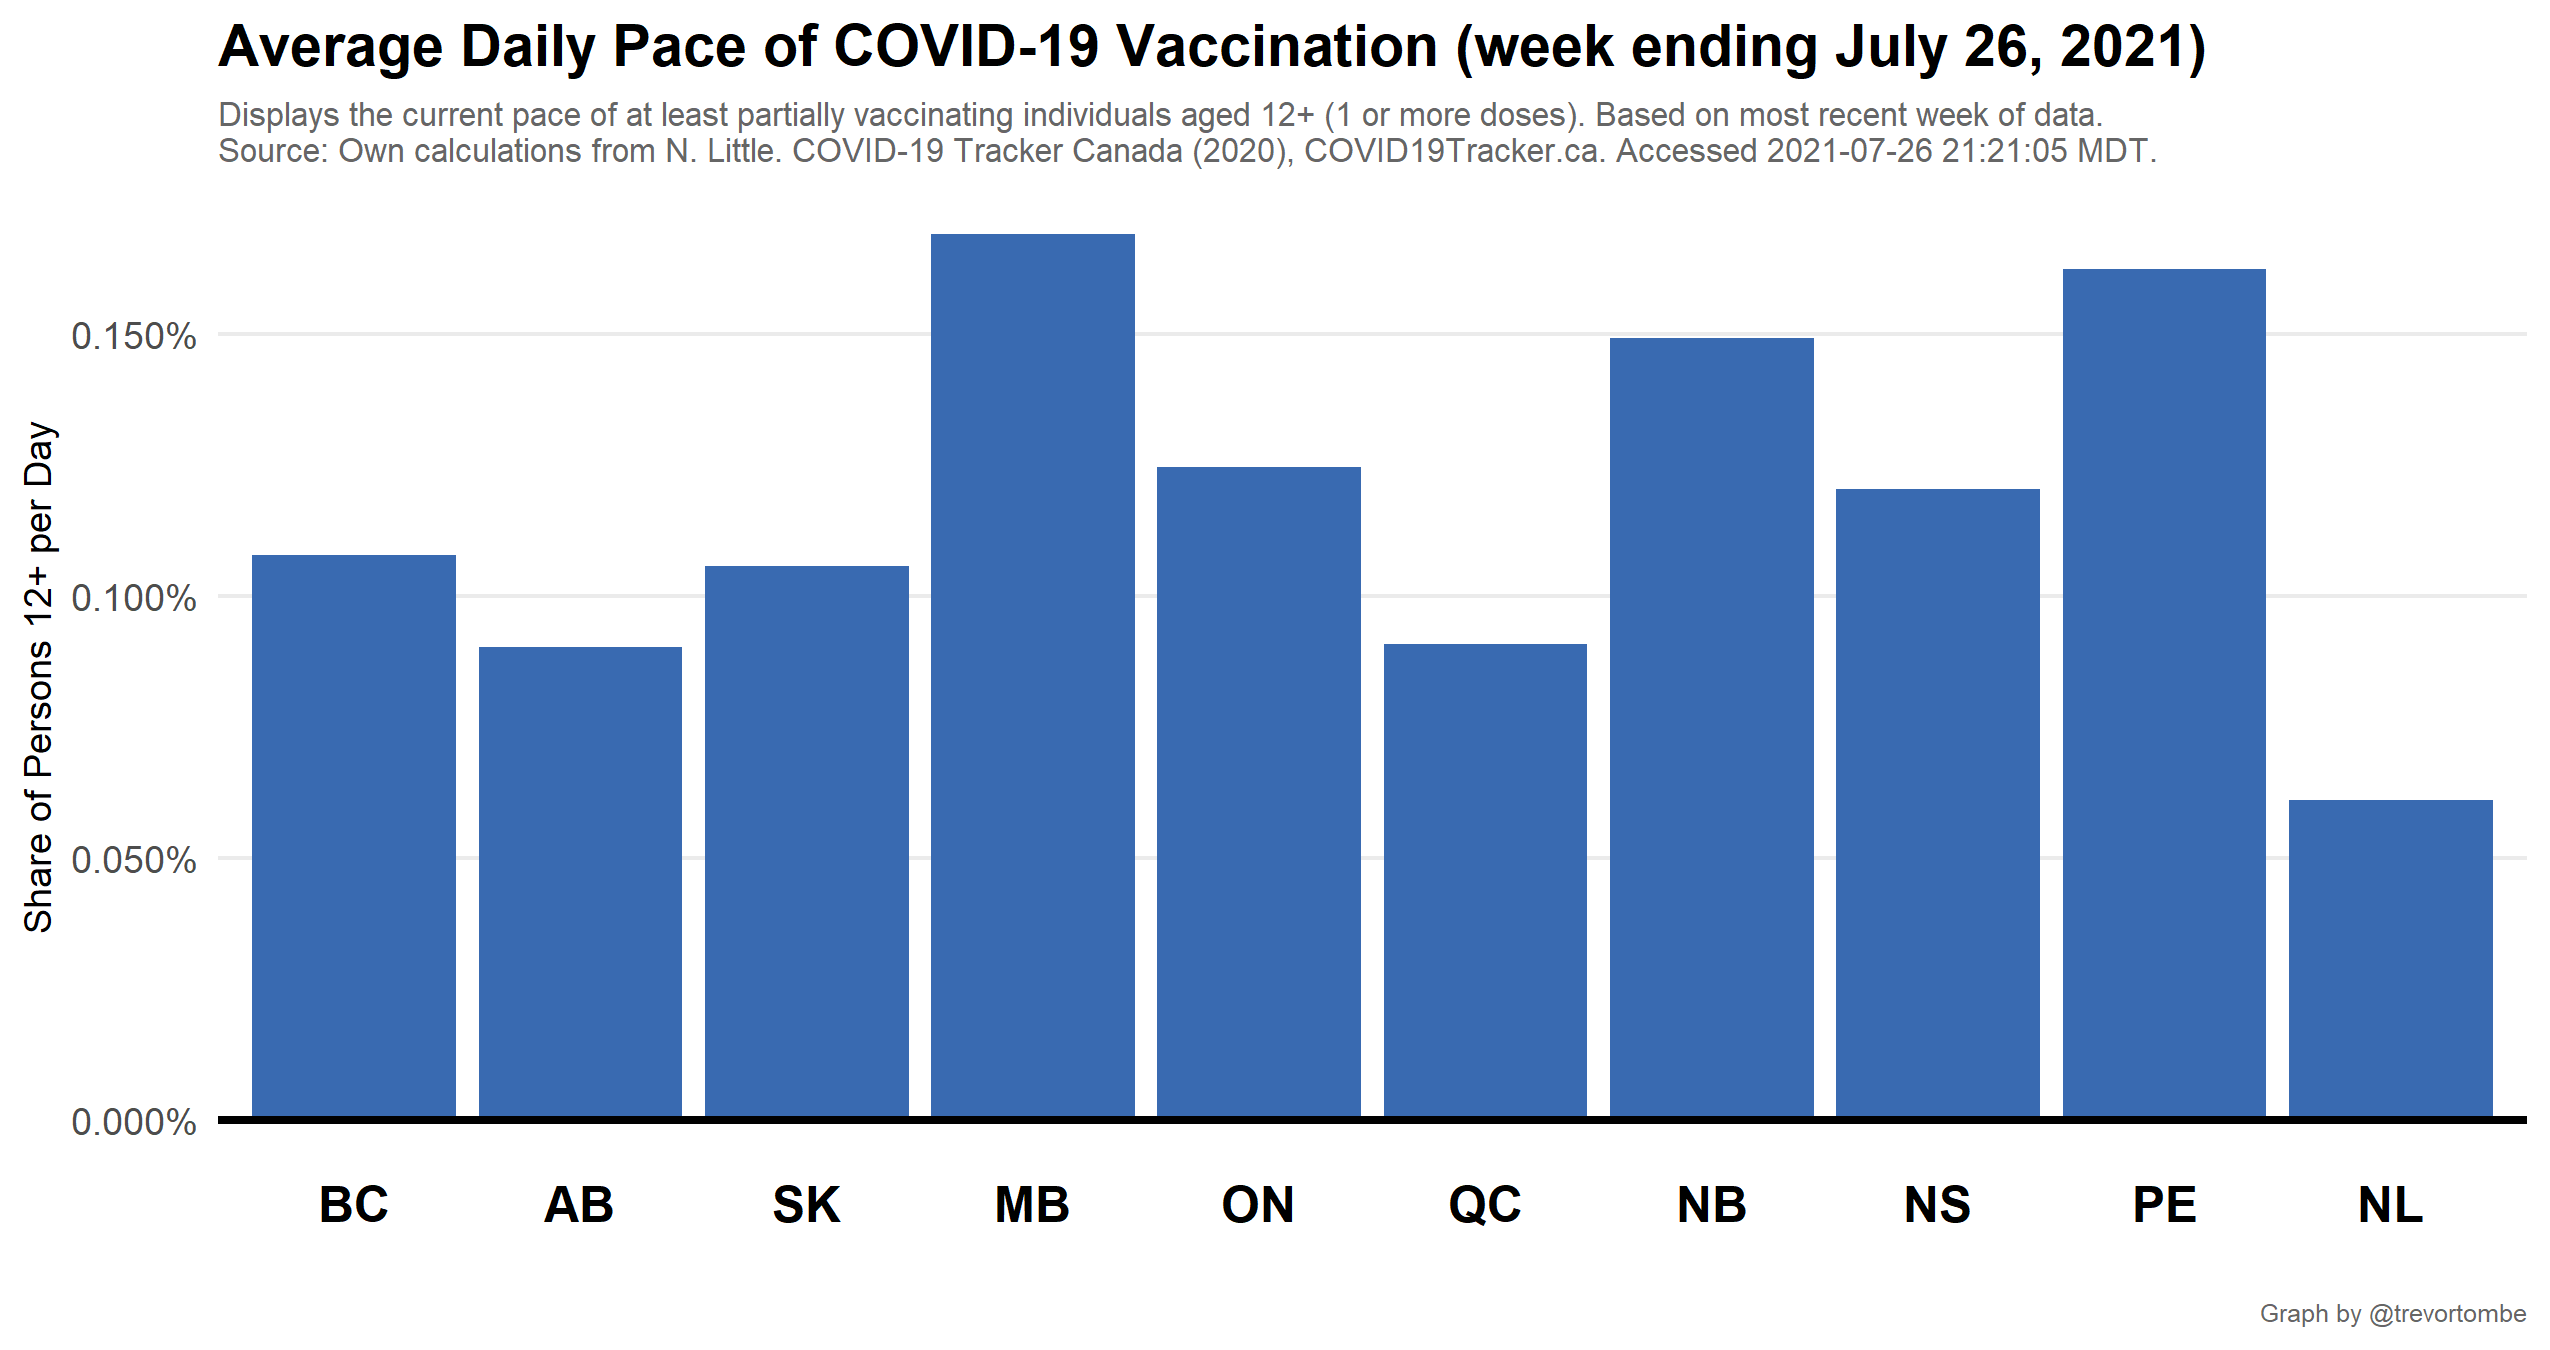 Average Daily Pace of COVID-19 Vaccination (week ending July 26, 2021)
Displays the current pace of at least partially vaccinating individuals aged 12+ (1 or more doses). Based on most recent week of data.
Source: Own calculations from N. Little. COVID-19 Tracker Canada (2020), COVID19Tracker.ca. Accessed 2021-07-26 21:21:05 MDT.
Share of Persons 12+ per Day
0.150%
0.100%
0.050%
0.000%
BC AB SK MB ON QC NB NS PE NL
Graph by @trevortombe